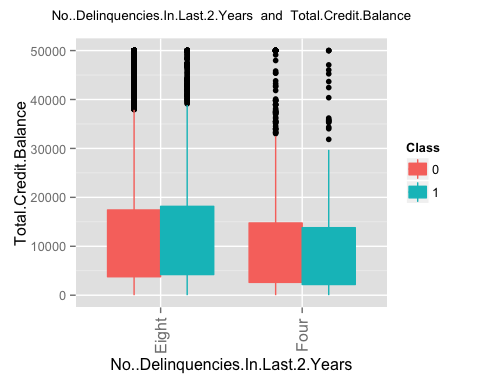 No..Delinquencies.In.Last.2.Years and Total.Credit.Balance
50000
40000
30000
20000
10000
0
Total.Credit.Balance
Eight
Four
No..Delinquencies.In.Last.2.Years
Class
0
1